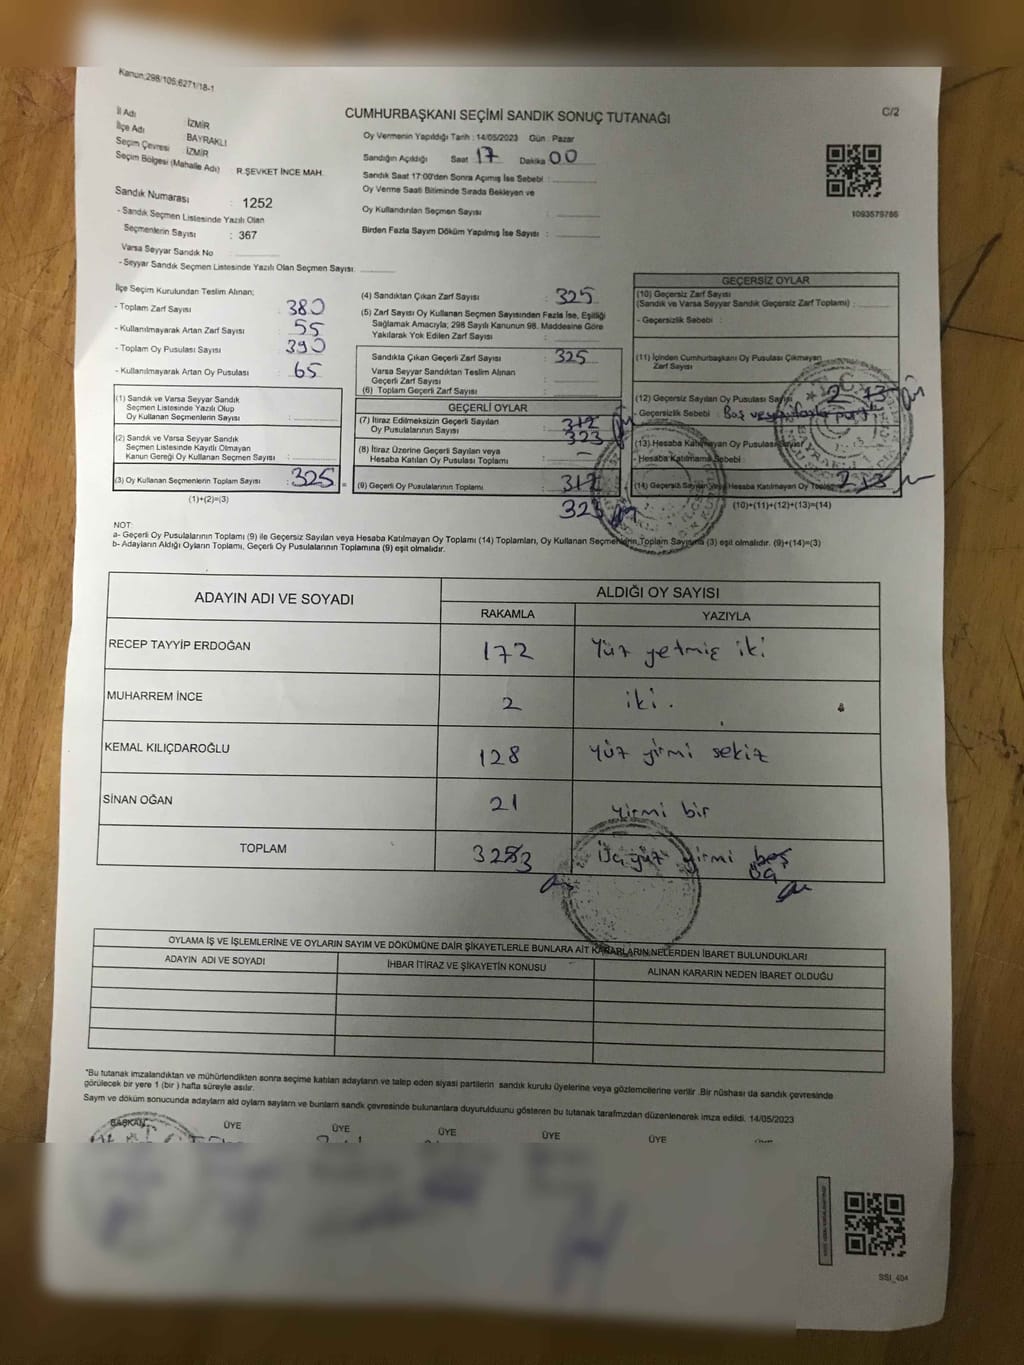 Kanun:298/105;6271/18-1
CUMHURBAŞKANI SEÇİMİ SANDIK SONUÇ TUTANAĞI
C/2
İl Adı İZMİR
İlçe Adı BAYRAKLI
Seçim Çevresi İZMİR
Seçim Bölgesi (Mahalle Adı) R.ŞEVKET İNCE MAH.
Sandık Numarası : 1252
- Sandık Seçmen Listesinde Yazılı Olan
Seçmenlerin Sayısı : 367
Varsa Seyyar Sandık No
- Seyyar Sandık Seçmen Listesinde Yazılı Olan Seçmen Sayısı:
Oy Vermenin Yapıldığı Tarih : 14/05/2023 Gün : Pazar
Sandığın Açıldığı Saat 17 Dakika 00
Sandık Saat 17:00'den Sonra Açımış İse Sebebi :
Oy Verme Saati Bitiminde Sırada Bekleyen ve
Oy Kullandırılan Seçmen Sayısı :
Birden Fazla Sayım Döküm Yapılmış İse Sayısı :
1093579786
İlçe Seçim Kurulundan Teslim Alınan;
- Toplam Zarf Sayısı : 380
- Kullanılmayarak Artan Zarf Sayısı : 55
- Toplam Oy Pusulası Sayısı : 390
- Kullanılmayarak Artan Oy Pusulası : 65
(1) Sandık ve Varsa Seyyar Sandık
Seçmen Listesinde Yazılı Olup
Oy Kullanan Seçmenlerin Sayısı :
(2) Sandık ve Varsa Seyyar Sandık
Seçmen Listesinde Kayıtlı Olmayan
Kanun Gereği Oy Kullanan Seçmen Sayısı :
(3) Oy Kullanan Seçmenlerin Toplam Sayısı : 325
(1)+(2)=(3)
(4) Sandıktan Çıkan Zarf Sayısı : 325
(5) Zarf Sayısı Oy Kullanan Seçmen Sayısından Fazla İse, Eşitliği
Sağlamak Amacıyla; 298 Sayılı Kanunun 98. Maddesine Göre
Yakılarak Yok Edilen Zarf Sayısı :
Sandıkta Çıkan Geçerli Zarf Sayısı : 325
Varsa Seyyar Sandıktan Teslim Alınan
Geçerli Zarf Sayısı :
(6) Toplam Geçerli Zarf Sayısı :
GEÇERLİ OYLAR
(7) İtiraz Edilmeksizin Geçerli Sayılan 312
Oy Pusulalarının Sayısı : 323
(8) İtiraz Üzerine Geçerli Sayılan veya
Hesaba Katılan Oy Pusulası Toplamı : –
(9) Geçerli Oy Pusulalarının Toplamı : 312
323
GEÇERSİZ OYLAR
(10) Geçersiz Zarf Sayısı
(Sandık ve Varsa Seyyar Sandık Geçersiz Zarf Toplamı) :
- Geçersizlik Sebebi :
(11) İçinden Cumhurbaşkanı Oy Pusulası Çıkmayan
Zarf Sayısı
(12) Geçersiz Sayılan Oy Pusulası Sayısı 2 13
- Geçersizlik Sebebi : Boş veya
(13) Hesaba Katılmayan Oy Pusulası Sayısı
- Hesaba Katılmama Sebebi :
(14) Geçersiz Sayılan veya Hesaba Katılmayan Oy Toplamı 2 13
(10)+(11)+(12)+(13)=(14)
NOT:
a- Geçerli Oy Pusulalarının Toplamı (9) ile Geçersiz Sayılan veya Hesaba Katılmayan Oy Toplamı (14) Toplamları, Oy Kullanan Seçmenlerin Toplam Sayısına (3) eşit olmalıdır. (9)+(14)=(3)
b- Adayların Aldığı Oyların Toplamı, Geçerli Oy Pusulalarının Toplamına (9) eşit olmalıdır.
ADAYIN ADI VE SOYADI ALDIĞI OY SAYISI
RAKAMLA YAZIYLA
RECEP TAYYİP ERDOĞAN 172 Yüz yetmiş iki
MUHARREM İNCE 2 iki.
KEMAL KILIÇDAROĞLU 128 Yüz yirmi sekiz
SİNAN OĞAN 21 yirmi bir
TOPLAM 3253 Üç yüz yirmi beş
üç
OYLAMA İŞ VE İŞLEMLERİNE VE OYLARIN SAYIM VE DÖKÜMÜNE DAİR ŞİKAYETLERLE BUNLARA AİT KARARLARIN NELERDEN İBARET BULUNDUKLARI
ADAYIN ADI VE SOYADI İHBAR İTİRAZ VE ŞİKAYETİN KONUSU ALINAN KARARIN NEDEN İBARET OLDUĞU
*Bu tutanak imzalandıktan ve mühürlendikten sonra seçime katılan adayların ve talep eden siyasi partilerin sandık kurulu üyelerine veya gözlemcilerine verilir .Bir nüshası da sandık çevresinde
görülecek bir yere 1 (bir ) hafta süreyle asılır.
Sayım ve döküm sonucunda adayların ald oyların sayların ve bunların sandk çevresinde bulunanlara duyurulduunu gösteren bu tutanak tarafmzdan düzenlenerek imza edildi. 14/05/2023
BAŞKAN ÜYE ÜYE ÜYE ÜYE ÜYE
SSI_404